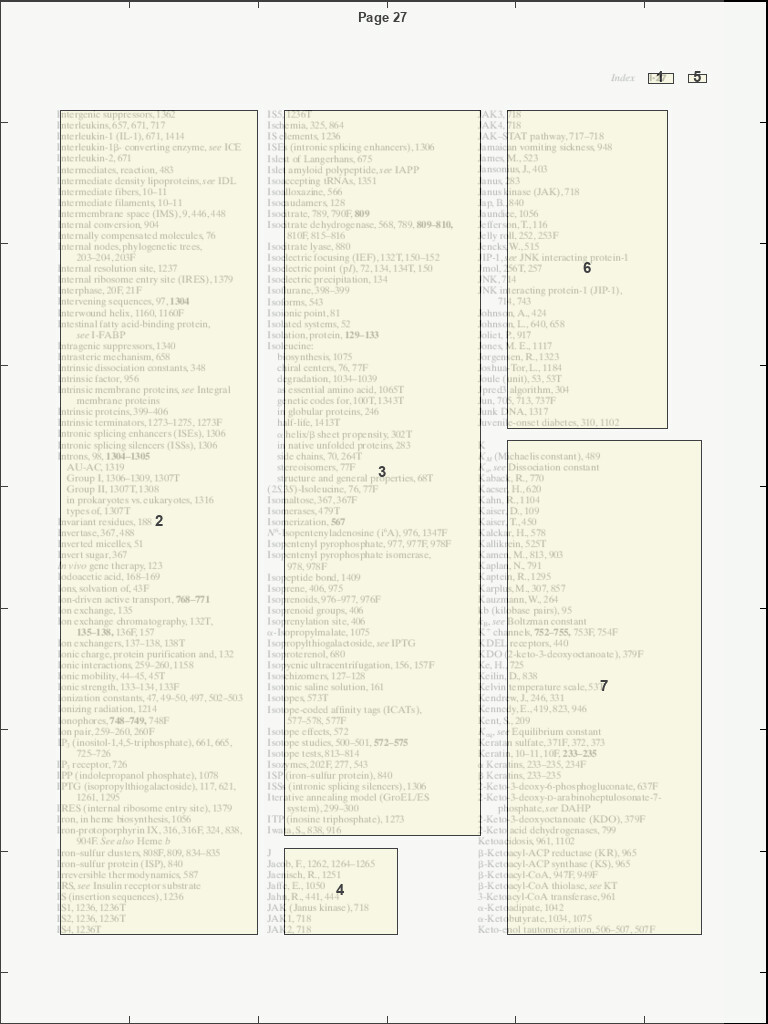 Page 27
Index
1
5
Intergenic suppressors, 1362
Interleukins, 657, 671, 717
Interleukin-1 (IL-1), 671, 1414
Interleukin-1β- converting enzyme, see ICE
Interleukin-2, 671
Intermediates, reaction, 483
Intermediate density lipoproteins, see IDL
Intermediate fibers, 10–11
Intermediate filaments, 10–11
Intermembrane space (IMS), 9, 446, 448
Internal conversion, 904
Internally compensated molecules, 76
Internal nodes, phylogenetic trees,
203–204, 203F
Internal resolution site, 1237
Internal ribosome entry site (IRES), 1379
Interphase, 20F, 21F
Intervening sequences, 97, 1304
Interwound helix, 1160, 1160F
Intestinal fatty acid-binding protein,
see I-FABP
Intragenic suppressors, 1340
Intrasteric mechanism, 658
Intrinsic dissociation constants, 348
Intrinsic factor, 956
Intrinsic membrane proteins, see Integral
membrane proteins
Intrinsic proteins, 399–406
Intrinsic terminators, 1273–1275, 1273F
Intronic splicing enhancers (ISEs), 1306
Intronic splicing silencers (ISSs), 1306
Introns, 98, 1304–1305
AU-AC, 1319
Group I, 1306–1309, 1307T
Group II, 1307T, 1308
in prokaryotes vs. eukaryotes, 1316
types of, 1307T
Invariant residues, 188
2
Invertase, 367, 488
Inverted micelles, 51
Invert sugar, 367
In vivo gene therapy, 123
Iodoacetic acid, 168–169
Ions, solvation of, 43F
Ion-driven active transport, 768–771
Ion exchange, 135
Ion exchange chromatography, 132T,
135–138, 136F, 157
Ion exchangers, 137–138, 138T
Ionic charge, protein purification and, 132
Ionic interactions, 259–260, 1158
Ionic mobility, 44–45, 45T
Ionic strength, 133–134, 133F
Ionization constants, 47, 49–50, 497, 502–503
Ionizing radiation, 1214
Ionophores, 748–749, 748F
Ion pair, 259–260, 260F
IP₃ (inositol-1,4,5-triphosphate), 661, 665,
725–726
IP₃ receptor, 726
IPP (indolepropanol phosphate), 1078
IPTG (isopropylthiogalactoside), 117, 621,
1261, 1295
IRES (internal ribosome entry site), 1379
Iron, in heme biosynthesis, 1056
Iron-protoporphyrin IX, 316, 316F, 324, 838,
904F. See also Heme b
Iron–sulfur clusters, 808F, 809, 834–835
Iron–sulfur protein (ISP), 840
Irreversible thermodynamics, 587
IRS, see Insulin receptor substrate
IS (insertion sequences), 1236
IS1, 1236, 1236T
IS2, 1236, 1236T
IS4, 1236T
IS5, 1236T
Ischemia, 325, 864
IS elements, 1236
ISEs (intronic splicing enhancers), 1306
Islets of Langerhans, 675
Islet amyloid polypeptide, see IAPP
Isoaccepting tRNAs, 1351
Isoalloxazine, 566
Isocaudamers, 128
Isocitrate, 789, 790F, 809
Isocitrate dehydrogenase, 568, 789, 809–810,
810F, 815–816
Isocitrate lyase, 880
Isoelectric focusing (IEF), 132T, 150–152
Isoelectric point (pI), 72, 134, 134T, 150
Isoelectric precipitation, 134
Isoflurane, 398–399
Isoforms, 543
Isoionic point, 81
Isolated systems, 52
Isolation, protein, 129–133
Isoleucine:
biosynthesis, 1075
chiral centers, 76, 77F
degradation, 1034–1039
as essential amino acid, 1065T
genetic codes for, 100T, 1343T
in globular proteins, 246
half-life, 1413T
α helix/β sheet propensity, 302T
in native unfolded proteins, 283
side chains, 70, 264T
stereoisomers, 77F
3
structure and general properties, 68T
(2S,3S)-Isoleucine, 76, 77F
Isomaltose, 367, 367F
Isomerases, 479T
Isomerization, 567
N⁶-Isopentenyladenosine (i⁶A), 976, 1347F
Isopentenyl pyrophosphate, 977, 977F, 978F
Isopentenyl pyrophosphate isomerase,
978, 978F
Isopeptide bond, 1409
Isoprene, 406, 975
Isoprenoids, 976–977, 976F
Isoprenoid groups, 406
Isoprenylation site, 406
α-Isopropylmalate, 1075
Isopropylthiogalactoside, see IPTG
Isoproterenol, 680
Isopycnic ultracentrifugation, 156, 157F
Isoschizomers, 127–128
Isotonic saline solution, 161
Isotopes, 573T
Isotope-coded affinity tags (ICATs),
577–578, 577F
Isotope effects, 572
Isotope studies, 500–501, 572–575
Isotope tests, 813–814
Isozymes, 202F, 277, 543
ISP (iron–sulfur protein), 840
ISSs (intronic splicing silencers), 1306
Iterative annealing model (GroEL/ES
system), 299–300
ITP (inosine triphosphate), 1273
Iwata, S., 838, 916
J
Jacob, F., 1262, 1264–1265
Jaenisch, R., 1251
Jaffe, E., 1050
4
Jahn, R., 441, 444
JAK (Janus kinase), 718
JAK1, 718
JAK2, 718
JAK3, 718
JAK4, 718
JAK–STAT pathway, 717–718
Jamaican vomiting sickness, 948
James, M., 523
Jansonius, J., 403
Janus, 283
Janus kinase (JAK), 718
Jap, B., 840
Jaundice, 1056
Jefferson, T., 116
Jelly roll, 252, 253F
Jencks, W., 515
JIP-1, see JNK interacting protein-1
6
Jmol, 256T, 257
JNK, 714
JNK interacting protein-1 (JIP-1),
714, 743
Johnson, A., 424
Johnson, L., 640, 658
Joliet, P., 917
Jones, M. E., 1117
Jorgensen, R., 1323
Joshua-Tor, L., 1184
Joule (unit), 53, 53T
Jpred3 algorithm, 304
Jun, 705, 713, 737F
Junk DNA, 1317
Juvenile-onset diabetes, 310, 1102
K
K_M (Michaelis constant), 489
see Dissociation constant
Kaback, R., 770
Kacser, H., 620
Kahn, R., 1104
Kaiser, D., 109
Kaiser, T., 450
Kalckar, H., 578
Kallikrein, 525T
Kamen, M., 813, 903
Kaplan, N., 791
Kaptein, R., 1295
Karplus, M., 307, 857
Kauzmann, W., 264
kb (kilobase pairs), 95
k_B, see Boltzmann constant
K⁺ channels, 752–755, 753F, 754F
KDEL receptors, 440
KDO (2-keto-3-deoxyoctanoate), 379F
Ke, H., 725
Keilin, D., 838
Kelvin temperature scale,
7
Kendrew, J., 246, 331
Kennedy, E., 419, 823, 946
Kent, S., 209
K_eq, see Equilibrium constant
Keratan sulfate, 371F, 372, 373
Keratin, 10–11, 10F, 233–235
α Keratins, 233–235, 234F
β Keratins, 233–235
2-Keto-3-deoxy-6-phosphogluconate, 637F
2-Keto-3-deoxy-D-arabinoheptulosonate-7-
phosphate, see DAHP
2-Keto-3-deoxyoctanoate (KDO), 379F
2-Keto acid dehydrogenases, 799
Ketoacidosis, 961, 1102
β-Ketoacyl-ACP reductase (KR), 965
β-Ketoacyl-ACP synthase (KS), 965
β-Ketoacyl-CoA, 947F, 949F
β-Ketoacyl-CoA thiolase, see KT
3-Ketoacyl-CoA transferase, 961
α-Ketoadipate, 1042
α-Ketobutyrate, 1034, 1075
Keto–enol tautomerization, 506–507, 507F